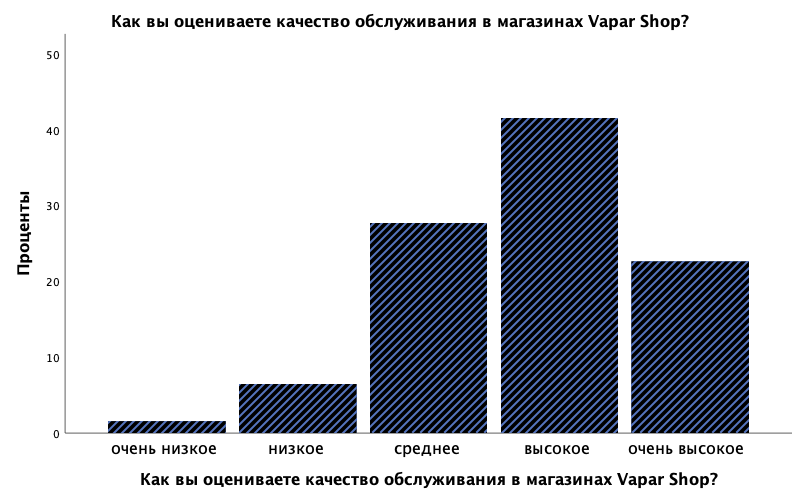 Как вы оцениваете качество обслуживания в магазинах Vapar Shop?
50
40
30
20
10
0
Проценты
очень низкое
низкое
среднее
высокое
очень высокое
Как вы оцениваете качество обслуживания в магазинах Vapar Shop?